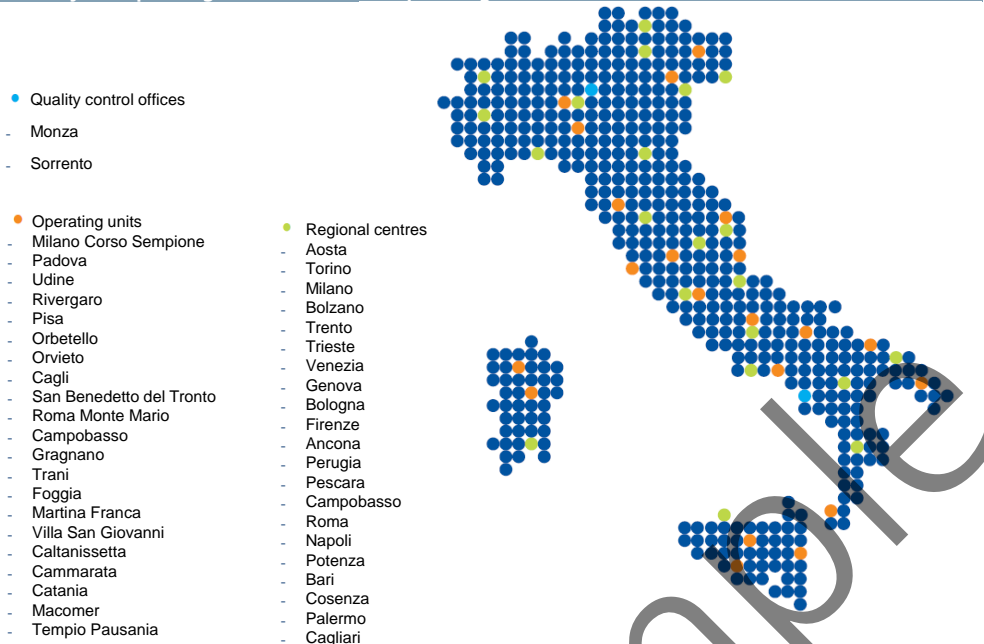 Quality control offices
- Monza
- Sorrento
Operating units
- Milano Corso Sempione
- Padova
- Udine
- Rivergaro
- Pisa
- Orbetello
- Orvieto
- Cagli
- San Benedetto del Tronto
- Roma Monte Mario
- Campobasso
- Gragnano
- Trani
- Foggia
- Martina Franca
- Villa San Giovanni
- Caltanissetta
- Cammarata
- Catania
- Macomer
- Tempio Pausania
Regional centres
- Aosta
- Torino
- Milano
- Bolzano
- Trento
- Trieste
- Venezia
- Genova
- Bologna
- Firenze
- Ancona
- Perugia
- Pescara
- Campobasso
- Roma
- Napoli
- Potenza
- Bari
- Cosenza
- Palermo
- Cagliari